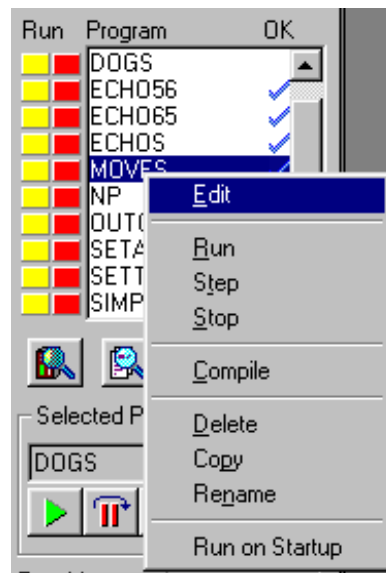 Run Program OK
DOGS
ECHO56
ECHO65
ECHOS
MOVES
NP
Edit
Run
Step
Stop
Compile
Delete
Copy
Rename
Run on Startup
Selected P
DOGS